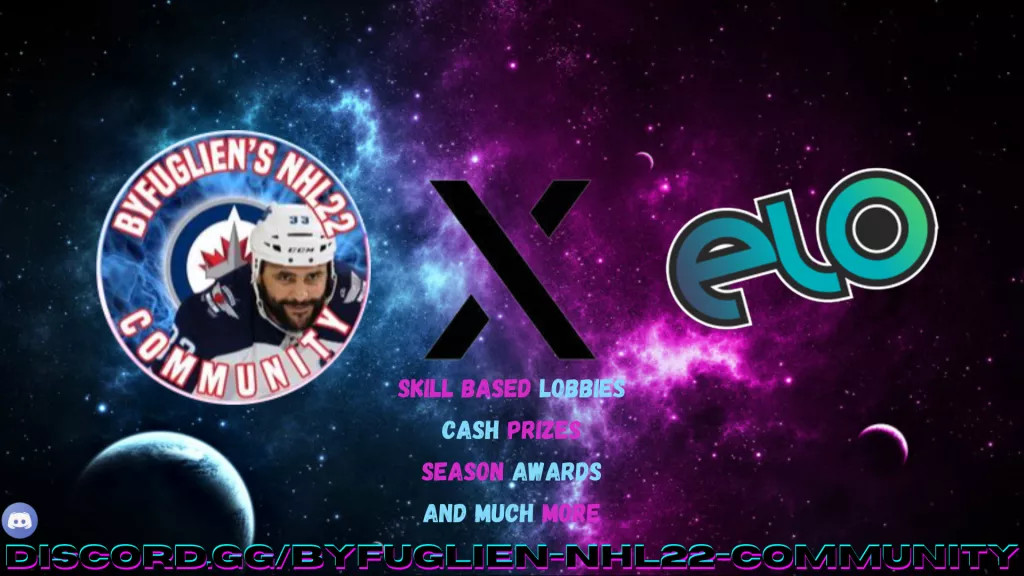 BYFUGLIEN'S NHL22
33
CCM
COMMUNITY
X
elo
SKILL BASED LOBBIES
CASH PRIZES
SEASON AWARDS
AND MUCH MORE
DISCORD.GG/BYFUGLIEN-NHL22-COMMUNITY